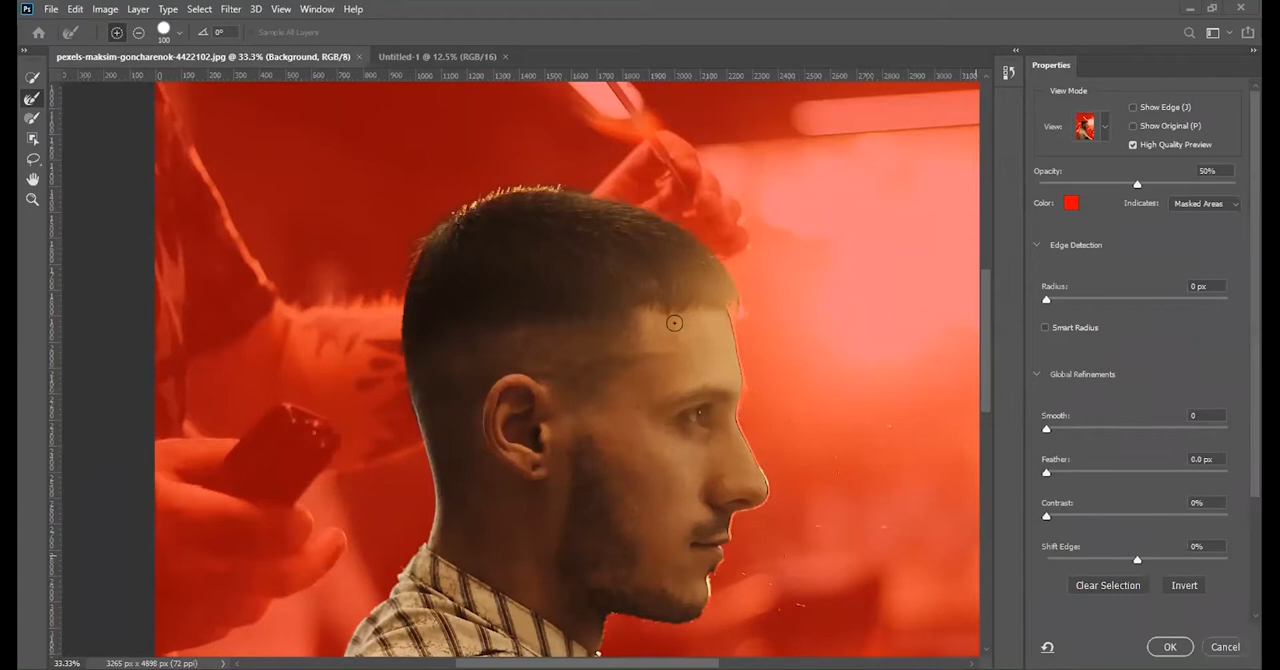 Ps File Edit Image Layer Type Select Filter 3D View Window Help
100 0° Sample All Layers
pexels-maksim-goncharenok-4422102.jpg @ 33.3% (Background, RGB/8) × Untitled-1 @ 12.5% (RGB/16) ×
Properties
View Mode
Show Edge (J)
View:
Show Original (P)
High Quality Preview
Opacity: 50%
Color: Indicates: Masked Areas
Edge Detection
Radius: 0 px
Smart Radius
Global Refinements
Smooth: 0
Feather: 0.0 px
Contrast: 0%
Shift Edge: 0%
Clear Selection Invert
OK Cancel
33.33% 3265 px x 4898 px (72 ppi)